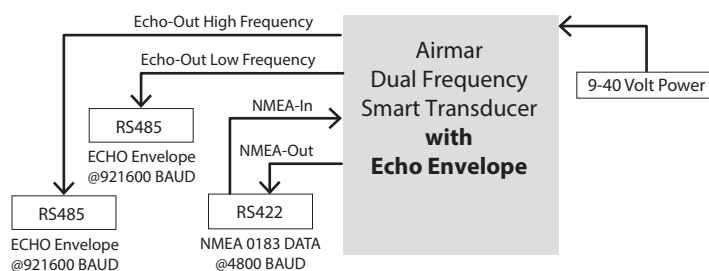 Echo-Out High Frequency
Echo-Out Low Frequency
NMEA-In
NMEA-Out
Airmar
Dual Frequency
Smart Transducer
with
Echo Envelope
9-40 Volt Power
RS485
ECHO Envelope
@921600 BAUD
RS485
ECHO Envelope
@921600 BAUD
RS422
NMEA 0183 DATA
@4800 BAUD